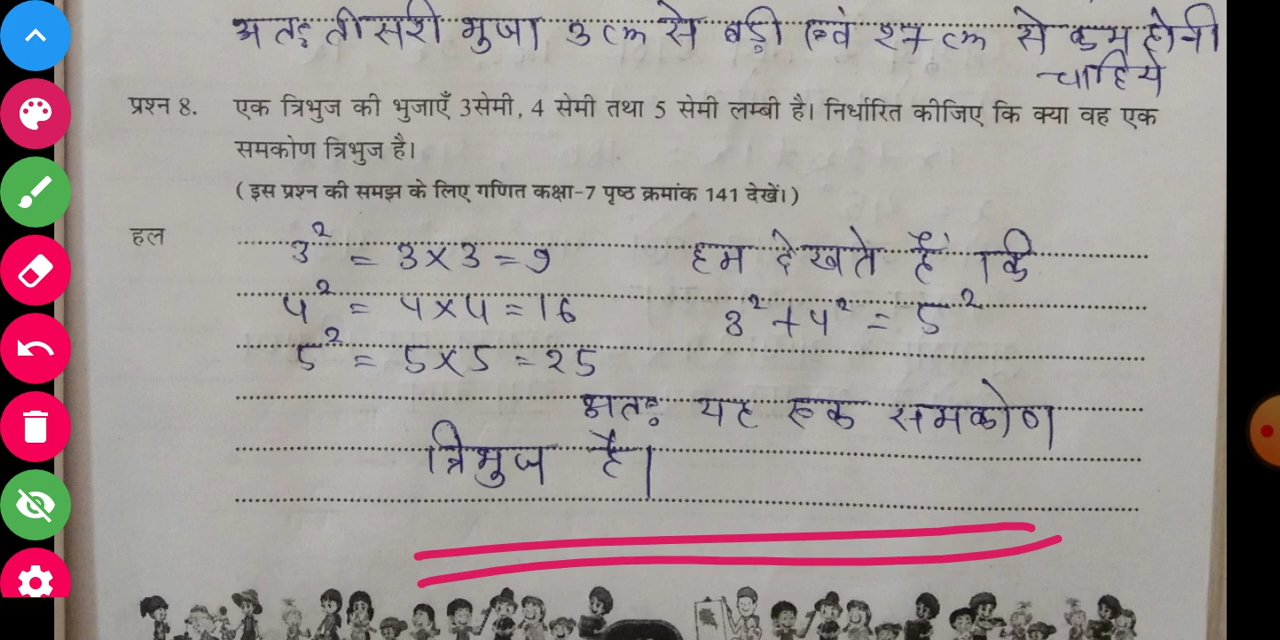 अतः तीसरी भुजा 3 cm से बड़ी एवं 27 cm से कम होनी
चाहिये
प्रश्न 8. एक त्रिभुज की भुजाएँ 3सेमी, 4 सेमी तथा 5 सेमी लम्बी है। निर्धारित कीजिए कि क्या वह एक
समकोण त्रिभुज है।
( इस प्रश्न की समझ के लिए गणित कक्षा-7 पृष्ठ क्रमांक 141 देखें। )
हल
3² = 3×3 = 9 हम देखते हैं कि
4² = 4×4 = 16 3² + 4² = 5²
5² = 5×5 = 25
अतः यह एक समकोण
त्रिभुज है।